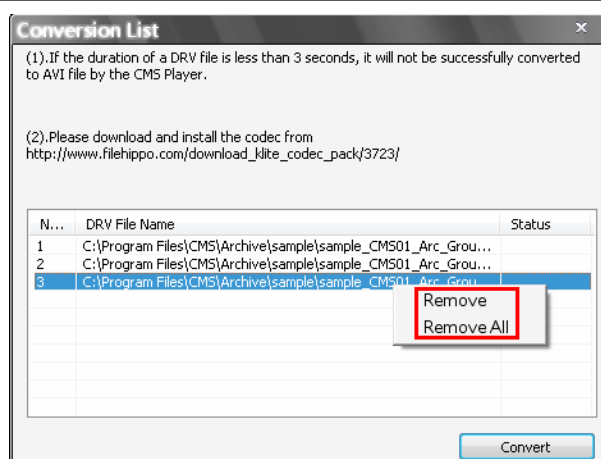 Conversion List
(1).If the duration of a DRV file is less than 3 seconds, it will not be successfully converted
to AVI file by the CMS Player.
(2).Please download and install the codec from
http://www.filehippo.com/download_klite_codec_pack/3723/
N... DRV File Name Status
1 C:\Program Files\CMS\Archive\sample\sample_CMS01_Arc_Grou...
2 C:\Program Files\CMS\Archive\sample\sample_CMS01_Arc_Grou...
3 C:\Program Files\CMS\Archive\sample\sample_CMS01_Arc_Grou...
Remove
Remove All
Convert